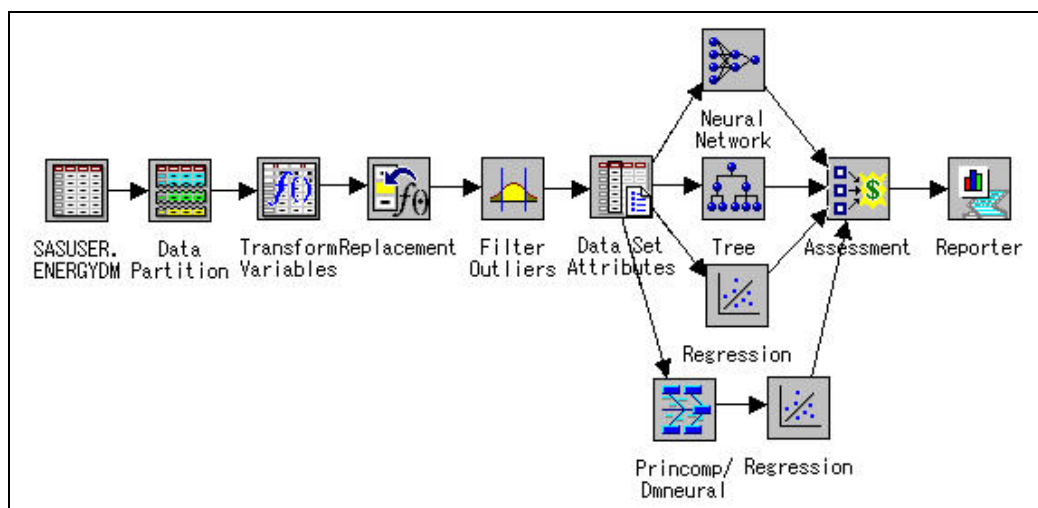 Neural
Network
SASUSER.
ENERGYDM
Data
Partition
Transform
Variables
Replacement
Filter
Outliers
Data Set
Attributes
Tree
Assessment
Reporter
Regression
Princomp/
Dmneural
Regression
f()
f()
$